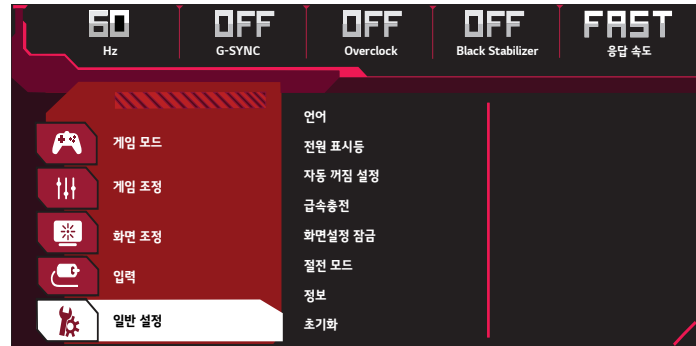 60 OFF OFF OFF FAST
Hz G-SYNC Overclock Black Stabilizer 응답 속도
게임 모드
게임 조정
화면 조정
입력
일반 설정
언어
전원 표시등
자동 꺼짐 설정
급속충전
화면설정 잠금
절전 모드
정보
초기화